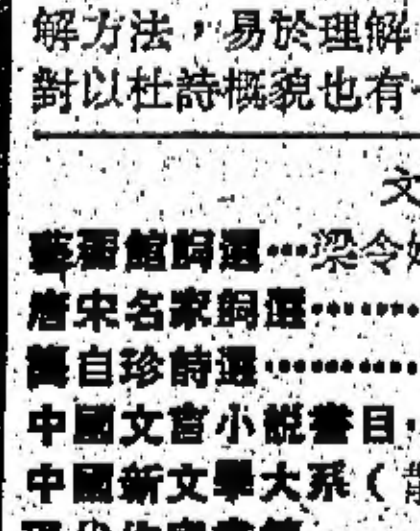 解方法，易於理解
對以杜詩概貌也有
文
藝蘅館詞選…梁令
唐宋名家詞選……
龔自珍詩選………
中國文言小説書目
中國新文學大系（